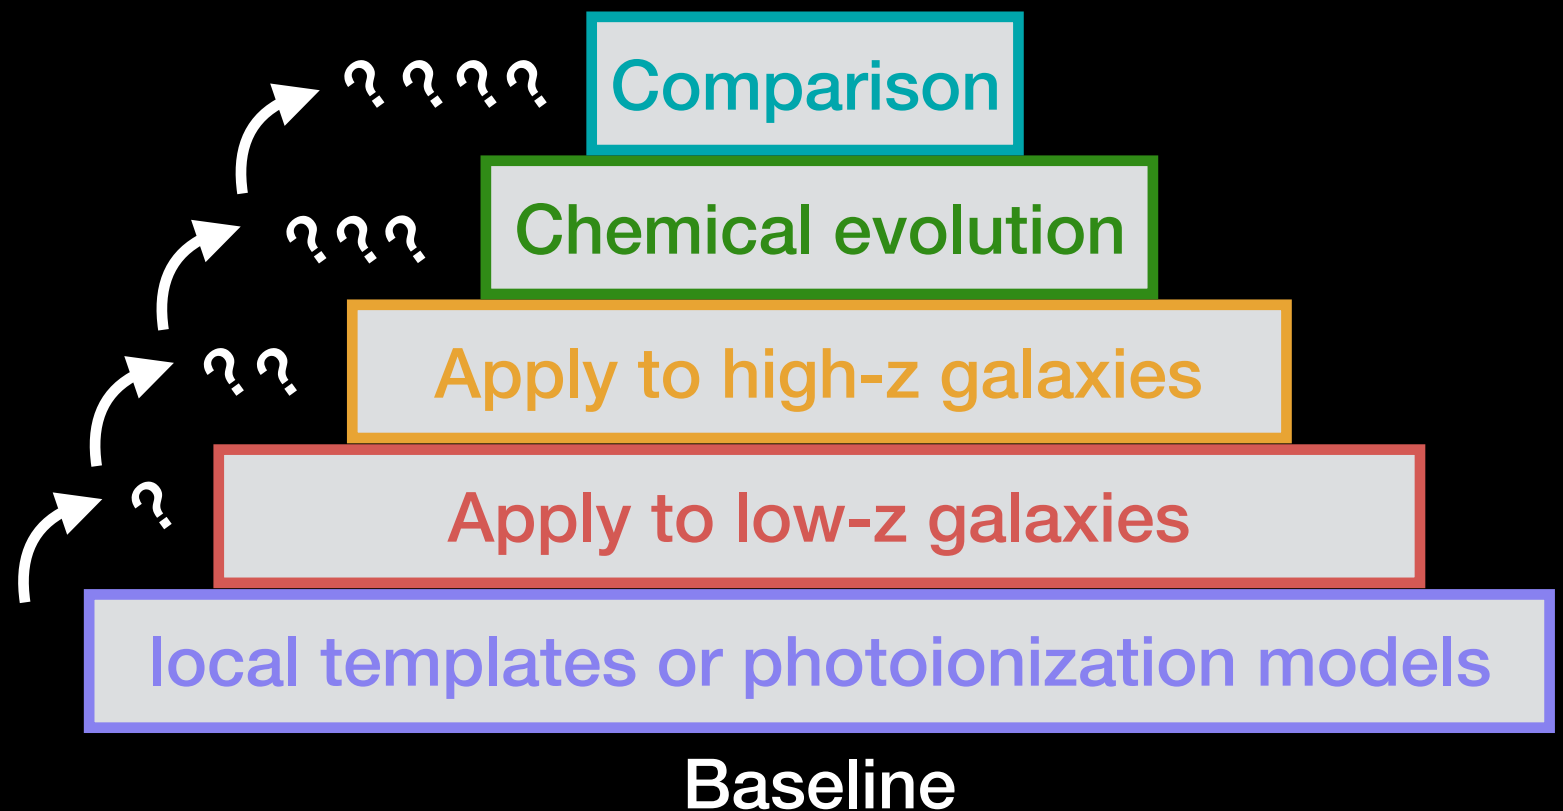 ???? Comparison
??? Chemical evolution
?? Apply to high-z galaxies
? Apply to low-z galaxies
local templates or photoionization models
Baseline